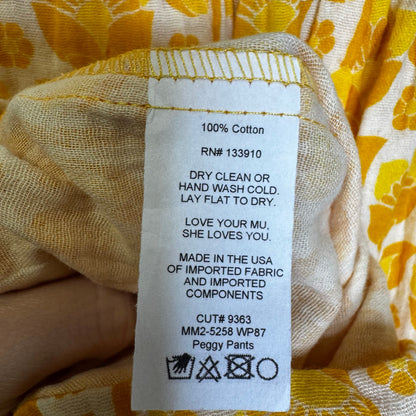 100% Cotton
RN# 133910
DRY CLEAN OR
HAND WASH COLD.
LAY FLAT TO DRY.
LOVE YOUR MU,
SHE LOVES YOU.
MADE IN THE USA
OF IMPORTED FABRIC
AND IMPORTED
COMPONENTS
CUT# 9363
MM2-5258 WP87
Peggy Pants